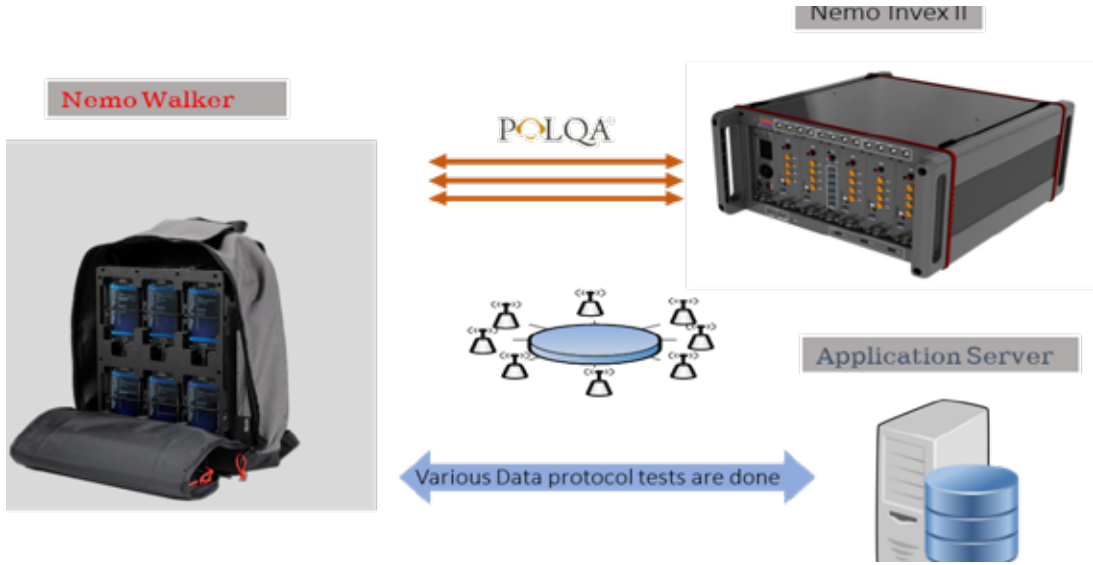 Nemo Invex II
Nemo Walker
POLQA
Application Server
Various Data protocol tests are done